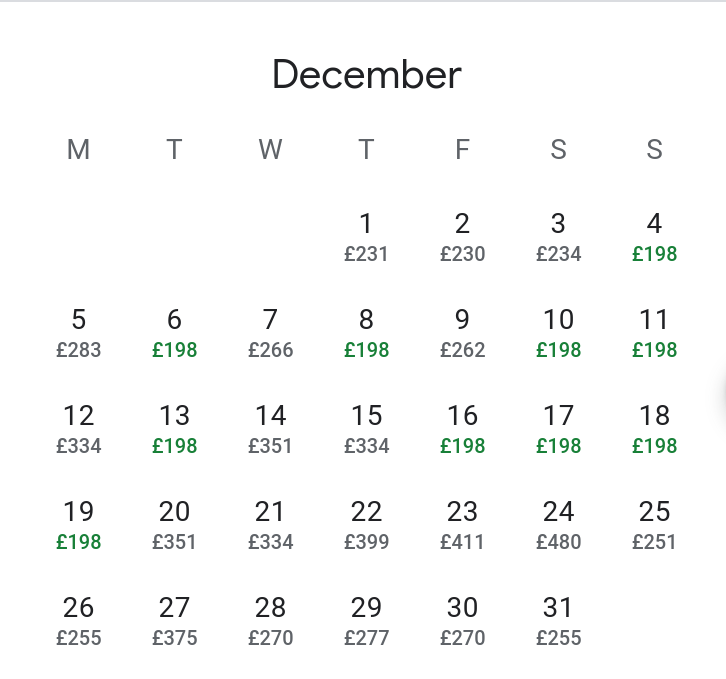 December
M T W T F S S
1 2 3 4
£231 £230 £234 £198
5 6 7 8 9 10 11
£283 £198 £266 £198 £262 £198 £198
12 13 14 15 16 17 18
£334 £198 £351 £334 £198 £198 £198
19 20 21 22 23 24 25
£198 £351 £334 £399 £411 £480 £251
26 27 28 29 30 31
£255 £375 £270 £277 £270 £255